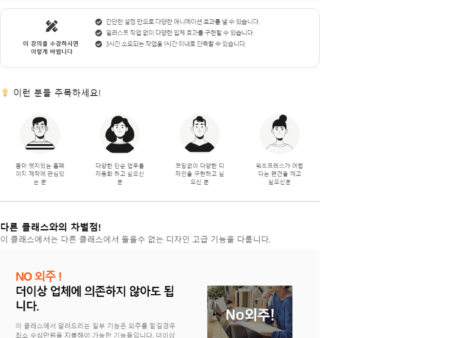 이 강의를 수강하시면
이렇게 바뀝니다
간단한 설정 만으로 다양한 애니메이션 효과를 낼 수 있습니다.
일러스트 작업 없이 다양한 입체 효과를 구현할 수 있습니다.
3시간 소요되는 작업을 1시간 이내로 단축할 수 있습니다.
이런 분들 주목하세요!
좀더 엣지있는 홈페
이지 제작에 관심있
는 분
다양한 단순 업무를
자동화 하고 싶으신
분
코딩없이 다양한 디
자인을 구현하고 싶
으신 분
워드프레스가 어렵
다는 편견을 깨고
싶으신분
다른 클래스와의 차별점!
이 클래스에서는 다른 클래스에서 들을수 없는 디자인 고급 기능을 다룹니다.
NO 외주 !
더이상 업체에 의존하지 않아도 됩
니다.
No외주!
이 클래스에서 알려드리는 일부 기능은 외주를 맡길경우
최소 수십만원을 지불해야 가능한 기능들입니다. 더이상